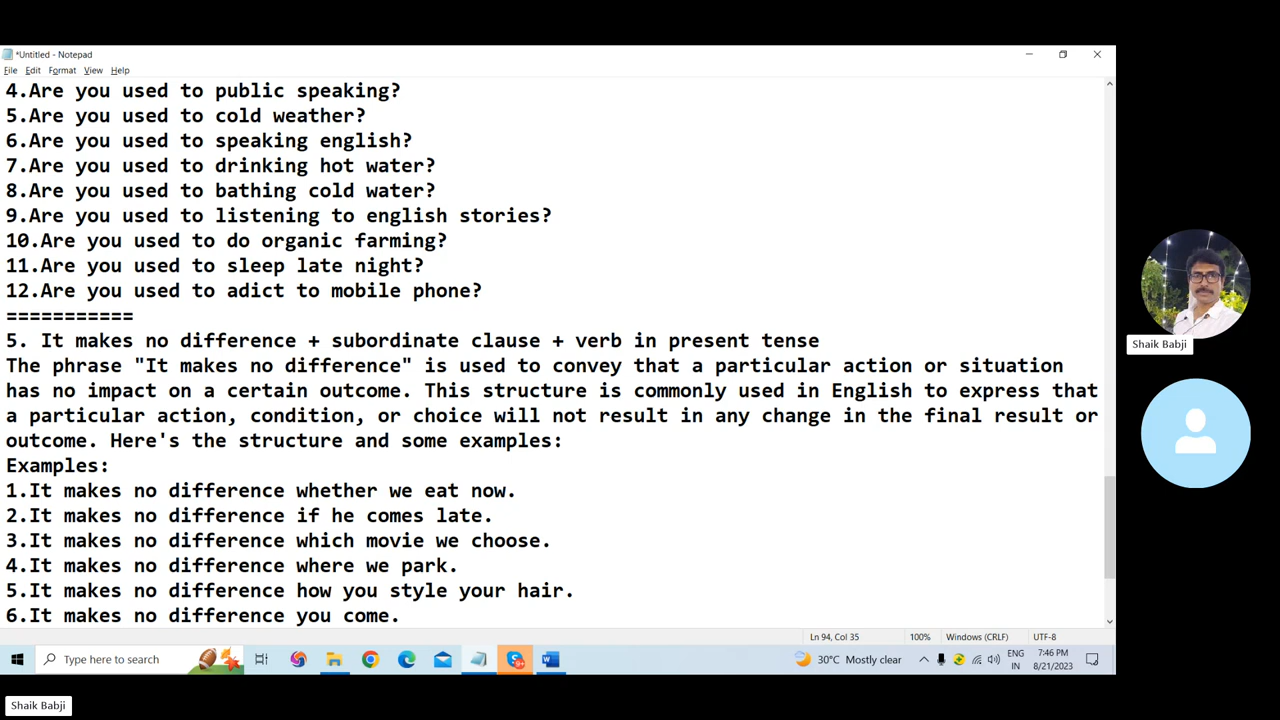 *Untitled - Notepad
File Edit Format View Help
4.Are you used to public speaking?
5.Are you used to cold weather?
6.Are you used to speaking english?
7.Are you used to drinking hot water?
8.Are you used to bathing cold water?
9.Are you used to listening to english stories?
10.Are you used to do organic farming?
11.Are you used to sleep late night?
12.Are you used to adict to mobile phone?
===========
5. It makes no difference + subordinate clause + verb in present tense
The phrase "It makes no difference" is used to convey that a particular action or situation
has no impact on a certain outcome. This structure is commonly used in English to express that
a particular action, condition, or choice will not result in any change in the final result or
outcome. Here's the structure and some examples:
Examples:
1.It makes no difference whether we eat now.
2.It makes no difference if he comes late.
3.It makes no difference which movie we choose.
4.It makes no difference where we park.
5.It makes no difference how you style your hair.
6.It makes no difference you come.
Shaik Babji
Ln 94, Col 35 100% Windows (CRLF) UTF-8
Type here to search 30°C Mostly clear ENG IN 7:46 PM 8/21/2023
Shaik Babji